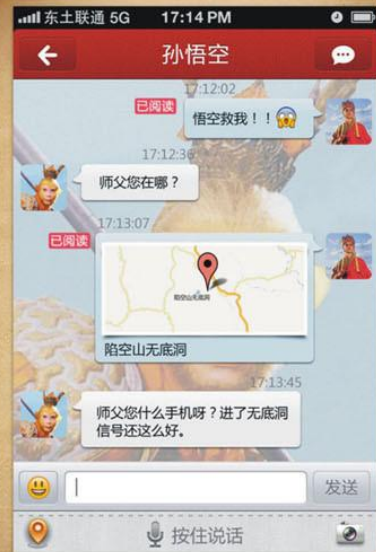 东土联通 5G 17:14 PM
孙悟空
17:12:02
已阅读
悟空救我！！
17:12:36
师父您在哪？
17:13:07
已阅读
陷空山无底洞
陷空山无底洞
17:13:45
师父您什么手机呀？进了无底洞
信号还这么好。
发送
按住说话